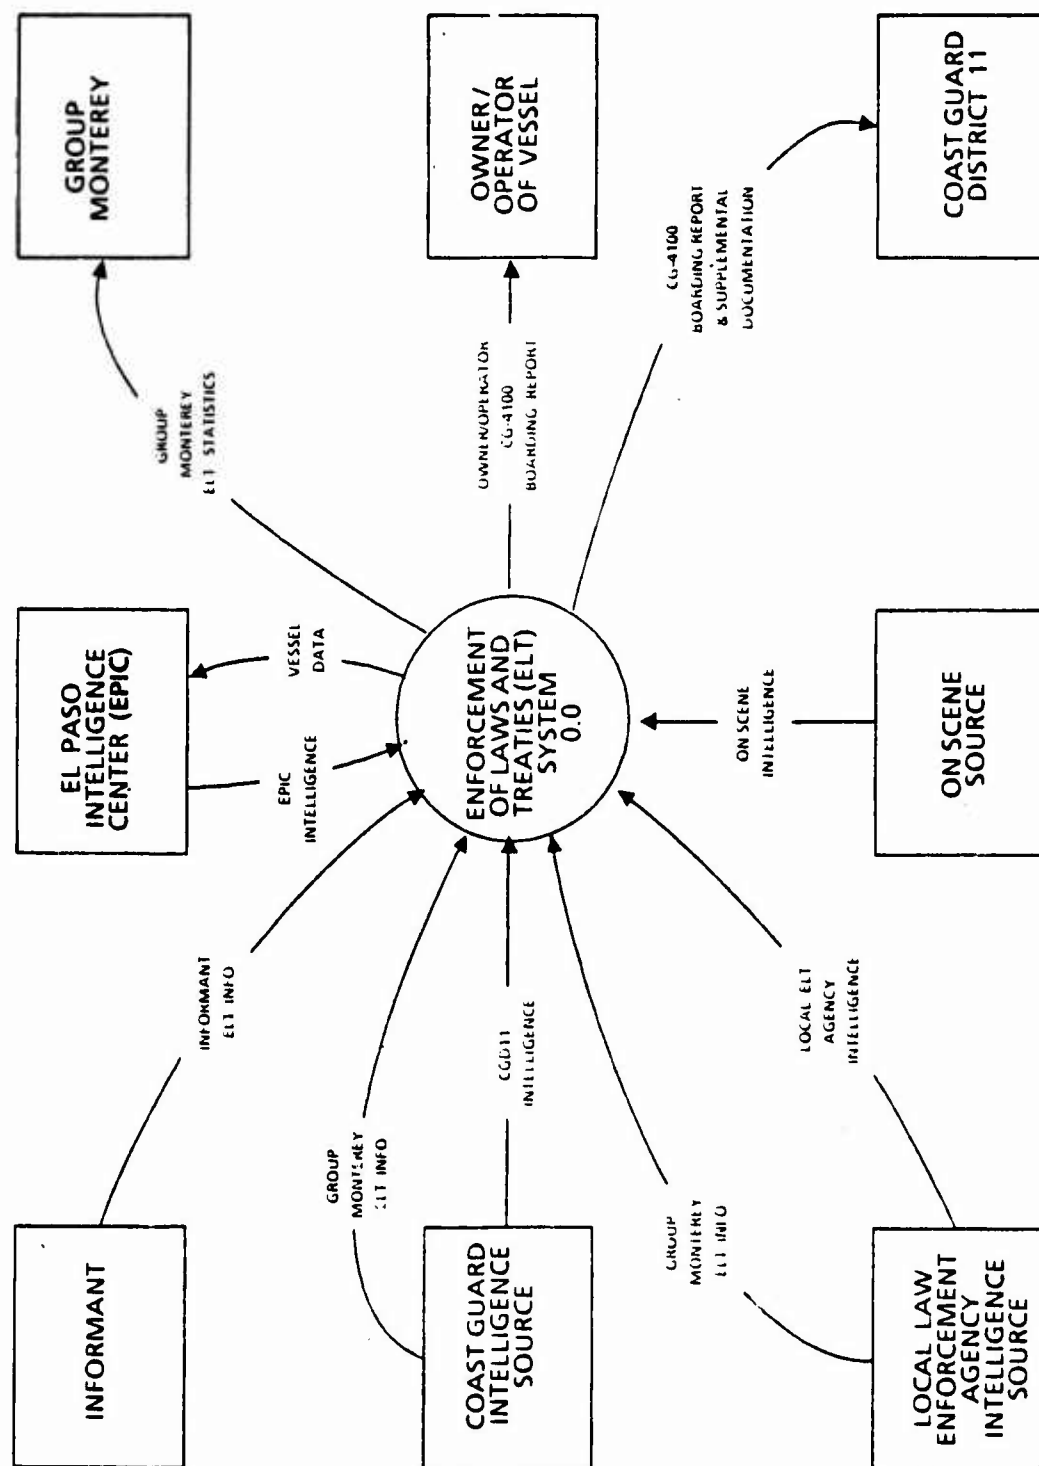 INFORMANT
EL PASO
INTELLIGENCE
CENTER (EPIC)
GROUP
MONTEREY
INFORMANT
ELT INFO
EPIC
INTELLIGENCE
VESSEL
DATA
GROUP
MONTEREY
ELT STATISTICS
GROUP
MONTEREY
ELT INFO
COAST GUARD
INTELLIGENCE
SOURCE
CGD11
INTELLIGENCE
ENFORCEMENT
OF LAWS AND
TREATIES (ELT)
SYSTEM
0.0
OWNER/OPERATOR
CG-4100
BOARDING REPORT
OWNER /
OPERATOR
OF VESSEL
GROUP
MONTEREY
ELT INFO
LOCAL ELT
AGENCY
INTELLIGENCE
ON SCENE
INTELLIGENCE
CG-4100
BOARDING REPORT
& SUPPLEMENTAL
DOCUMENTATION
LOCAL LAW
ENFORCEMENT
AGENCY
INTELLIGENCE
SOURCE
ON SCENE
SOURCE
COAST GUARD
DISTRICT 11